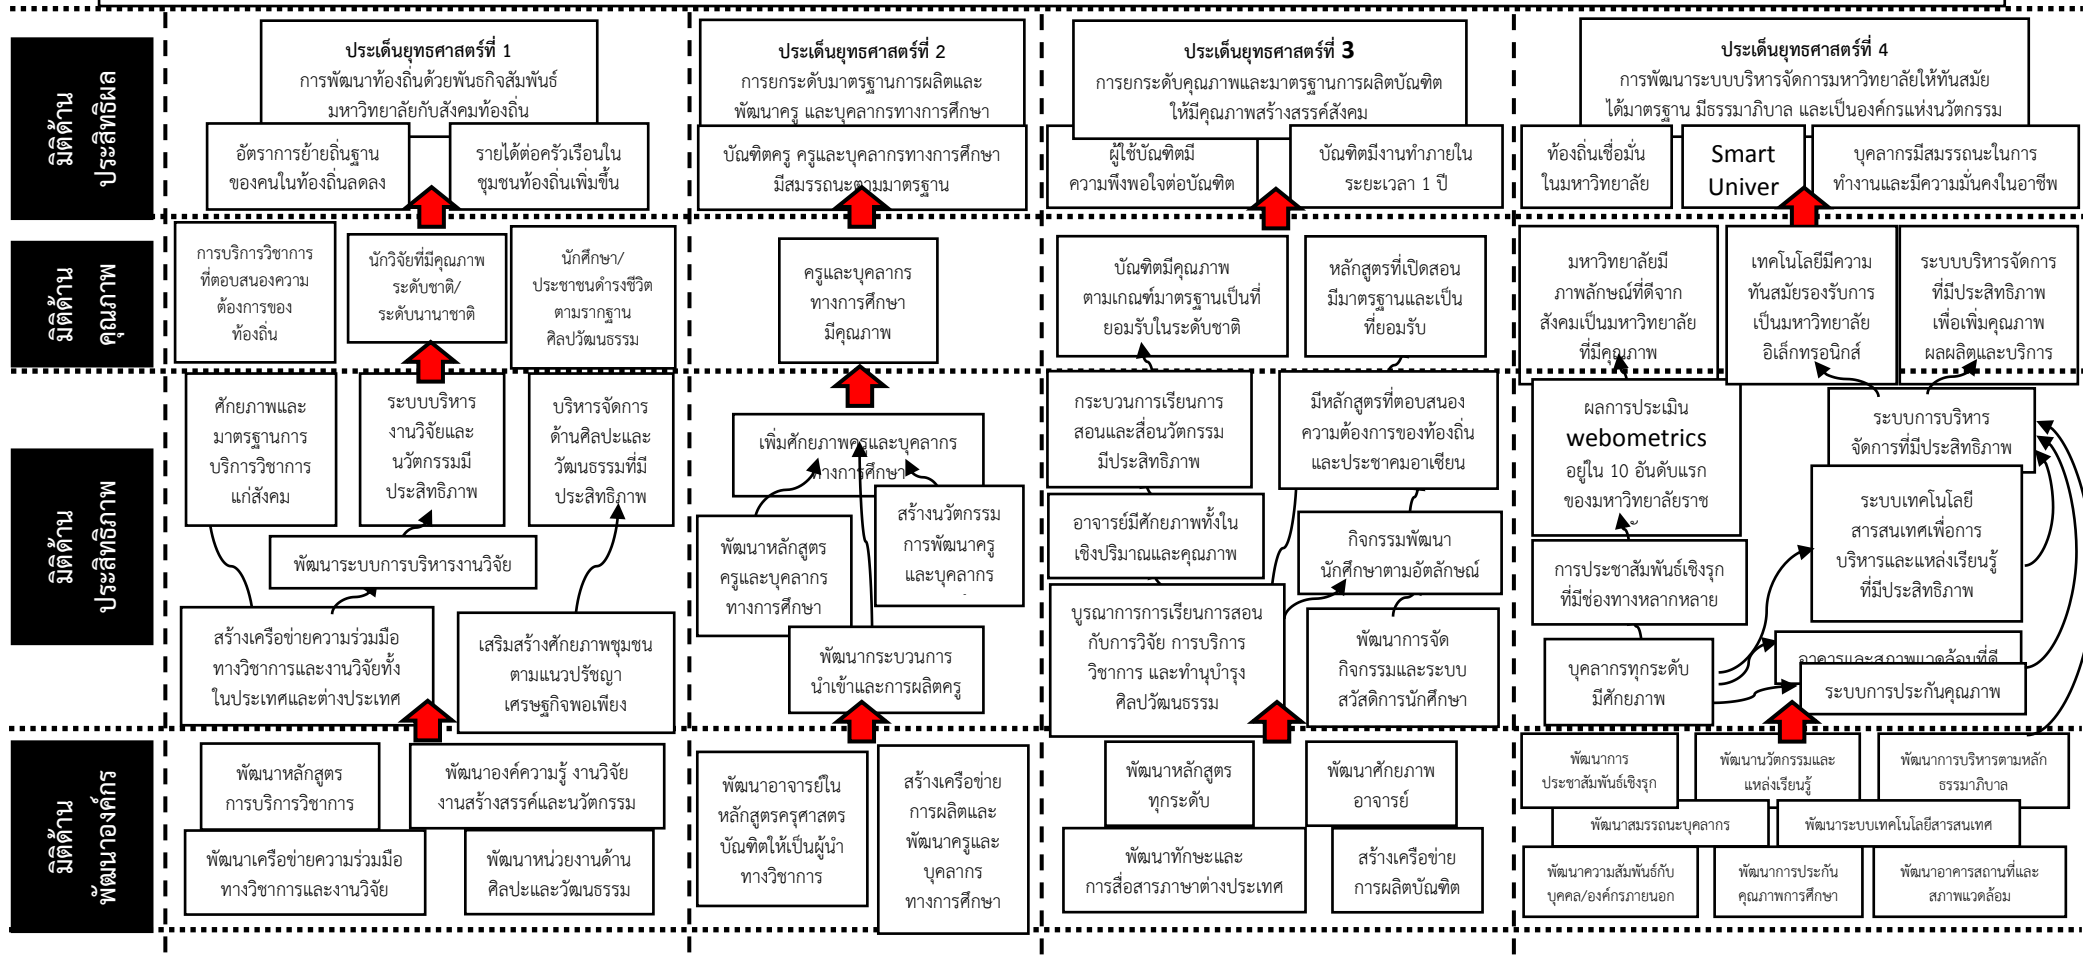 มิติด้าน
ประสิทธิผล
ประเด็นยุทธศาสตร์ที่ 1
การพัฒนาท้องถิ่นด้วยพันธกิจสัมพันธ์
มหาวิทยาลัยกับสังคมท้องถิ่น
อัตราการย้ายถิ่นฐาน
ของคนในท้องถิ่นลดลง
รายได้ต่อครัวเรือนใน
ชุมชนท้องถิ่นเพิ่มขึ้น
ประเด็นยุทธศาสตร์ที่ 2
การยกระดับมาตรฐานการผลิตและ
พัฒนาครู และบุคลากรทางการศึกษา
บัณฑิตครู ครูและบุคลากรทางการศึกษา
มีสมรรถนะตามมาตรฐาน
ประเด็นยุทธศาสตร์ที่ 3
การยกระดับคุณภาพและมาตรฐานการผลิตบัณฑิต
ให้มีคุณภาพสร้างสรรค์สังคม
ผู้ใช้บัณฑิตมี
ความพึงพอใจต่อบัณฑิต
บัณฑิตมีงานทำภายใน
ระยะเวลา 1 ปี
ประเด็นยุทธศาสตร์ที่ 4
การพัฒนาระบบบริหารจัดการมหาวิทยาลัยให้ทันสมัย
ได้มาตรฐาน มีธรรมาภิบาล และเป็นองค์กรแห่งนวัตกรรม
ท้องถิ่นเชื่อมั่น
ในมหาวิทยาลัย
Smart
Univer
บุคลากรมีสมรรถนะในการ
ทำงานและมีความมั่นคงในอาชีพ
มิติด้าน
คุณภาพ
การบริการวิชาการ
ที่ตอบสนองความ
ต้องการของ
ท้องถิ่น
นักวิจัยที่มีคุณภาพ
ระดับชาติ/
ระดับนานาชาติ
นักศึกษา/
ประชาชนดำรงชีวิต
ตามรากฐาน
ศิลปวัฒนธรรม
ครูและบุคลากร
ทางการศึกษา
มีคุณภาพ
บัณฑิตมีคุณภาพ
ตามเกณฑ์มาตรฐานเป็นที่
ยอมรับในระดับชาติ
หลักสูตรที่เปิดสอน
มีมาตรฐานและเป็น
ที่ยอมรับ
มหาวิทยาลัยมี
ภาพลักษณ์ที่ดีจาก
สังคมเป็นมหาวิทยาลัย
ที่มีคุณภาพ
เทคโนโลยีมีความ
ทันสมัยรองรับการ
เป็นมหาวิทยาลัย
อิเล็กทรอนิกส์
ระบบบริหารจัดการ
ที่มีประสิทธิภาพ
เพื่อเพิ่มคุณภาพ
ผลผลิตและบริการ
มิติด้าน
ประสิทธิภาพ
ศักยภาพและ
มาตรฐานการ
บริการวิชาการ
แก่สังคม
ระบบบริหาร
งานวิจัยและ
นวัตกรรมมี
ประสิทธิภาพ
บริหารจัดการ
ด้านศิลปะและ
วัฒนธรรมที่มี
ประสิทธิภาพ
พัฒนาระบบการบริหารงานวิจัย
สร้างเครือข่ายความร่วมมือ
ทางวิชาการและงานวิจัยทั้ง
ในประเทศและต่างประเทศ
เสริมสร้างศักยภาพชุมชน
ตามแนวปรัชญา
เศรษฐกิจพอเพียง
เพิ่มศักยภาพครูและบุคลากร
ทางการศึกษา
พัฒนาหลักสูตร
ครูและบุคลากร
ทางการศึกษา
สร้างนวัตกรรม
การพัฒนาครู
และบุคลากร
พัฒนากระบวนการ
นำเข้าและการผลิตครู
กระบวนการเรียนการ
สอนและสื่อนวัตกรรม
มีประสิทธิภาพ
มีหลักสูตรที่ตอบสนอง
ความต้องการของท้องถิ่น
และประชาคมอาเซียน
อาจารย์มีศักยภาพทั้งใน
เชิงปริมาณและคุณภาพ
กิจกรรมพัฒนา
นักศึกษาตามอัตลักษณ์
บูรณาการการเรียนการสอน
กับการวิจัย การบริการ
วิชาการ และทำนุบำรุง
ศิลปวัฒนธรรม
พัฒนาการจัด
กิจกรรมและระบบ
สวัสดิการนักศึกษา
ผลการประเมิน
webometrics
อยู่ใน 10 อันดับแรก
ของมหาวิทยาลัยราช
ระบบการบริหาร
จัดการที่มีประสิทธิภาพ
ระบบเทคโนโลยี
สารสนเทศเพื่อการ
บริหารและแหล่งเรียนรู้
ที่มีประสิทธิภาพ
การประชาสัมพันธ์เชิงรุก
ที่มีช่องทางหลากหลาย
บุคลากรทุกระดับ
มีศักยภาพ
อาคารและสภาพแวดล้อมที่ดี
ระบบการประกันคุณภาพ
มิติด้าน
พัฒนาองค์กร
พัฒนาหลักสูตร
การบริการวิชาการ
พัฒนาองค์ความรู้ งานวิจัย
งานสร้างสรรค์และนวัตกรรม
พัฒนาเครือข่ายความร่วมมือ
ทางวิชาการและงานวิจัย
พัฒนาหน่วยงานด้าน
ศิลปะและวัฒนธรรม
พัฒนาอาจารย์ใน
หลักสูตรครุศาสตร
บัณฑิตให้เป็นผู้นำ
ทางวิชาการ
สร้างเครือข่าย
การผลิตและ
พัฒนาครูและ
บุคลากร
ทางการศึกษา
พัฒนาหลักสูตร
ทุกระดับ
พัฒนาศักยภาพ
อาจารย์
พัฒนาทักษะและ
การสื่อสารภาษาต่างประเทศ
สร้างเครือข่าย
การผลิตบัณฑิต
พัฒนาการ
ประชาสัมพันธ์เชิงรุก
พัฒนานวัตกรรมและ
แหล่งเรียนรู้
พัฒนาการบริหารตามหลัก
ธรรมาภิบาล
พัฒนาสมรรถนะบุคลากร
พัฒนาระบบเทคโนโลยีสารสนเทศ
พัฒนาความสัมพันธ์กับ
บุคคล/องค์กรภายนอก
พัฒนาการประกัน
คุณภาพการศึกษา
พัฒนาอาคารสถานที่และ
สภาพแวดล้อม